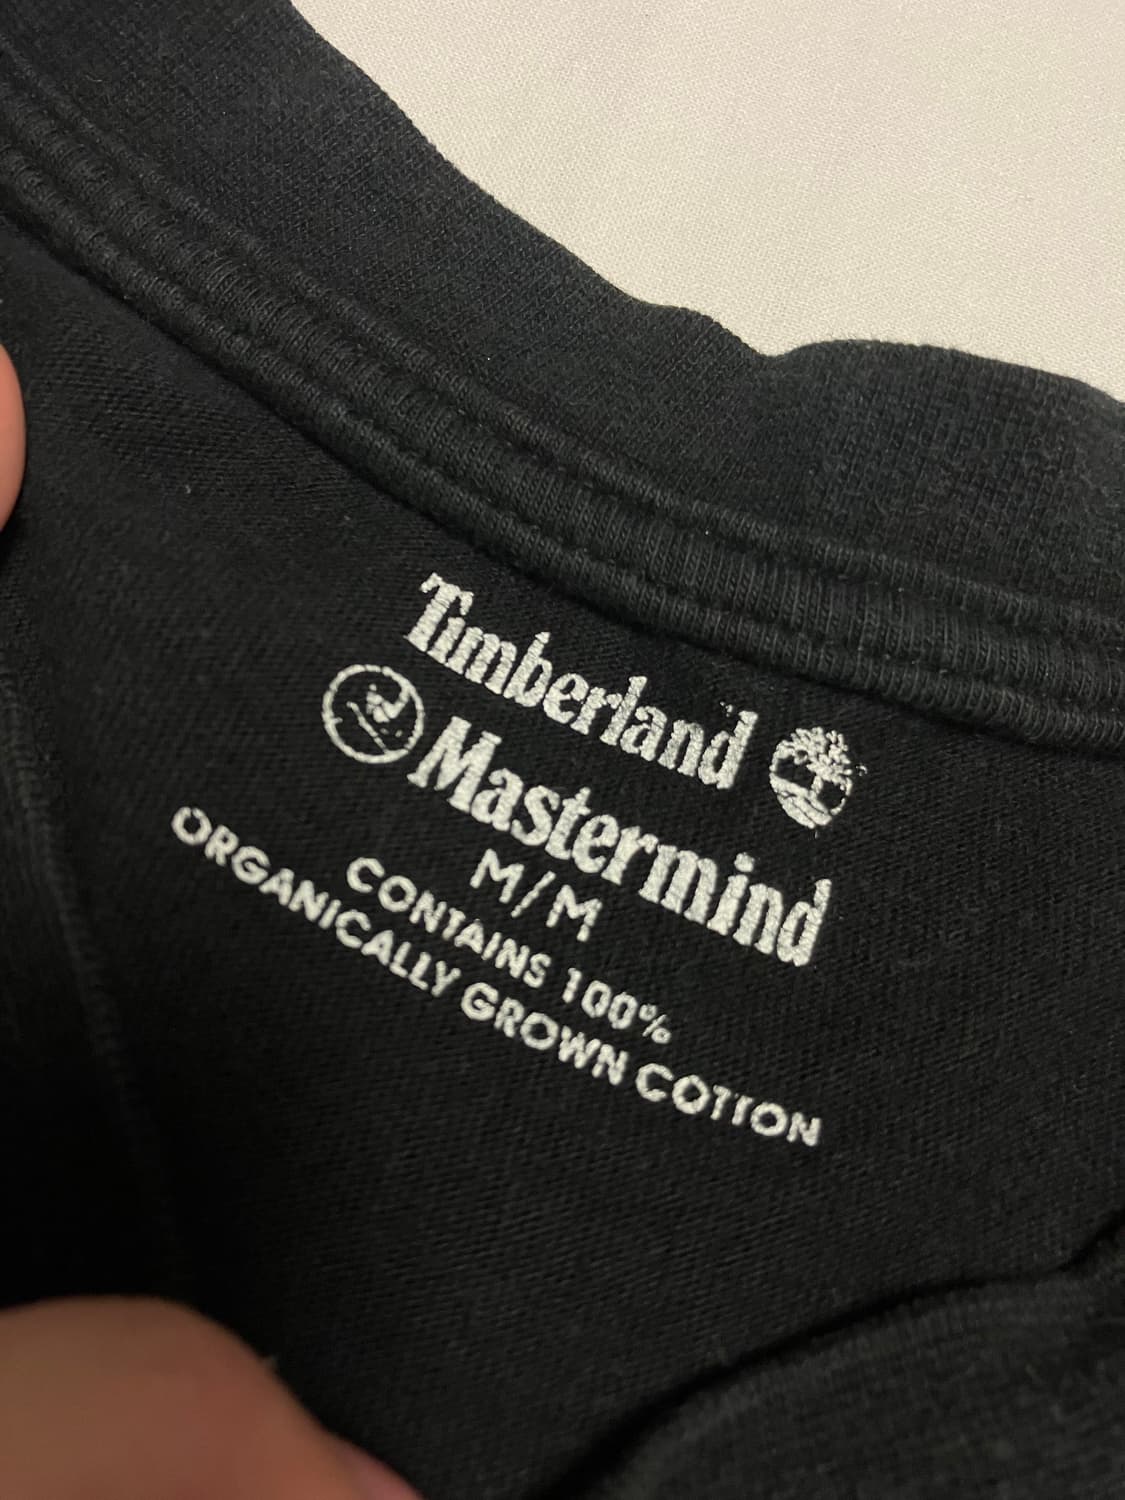 Timberland
Mastermind
M/M
CONTAINS 100%
ORGANICALLY GROWN COTTON